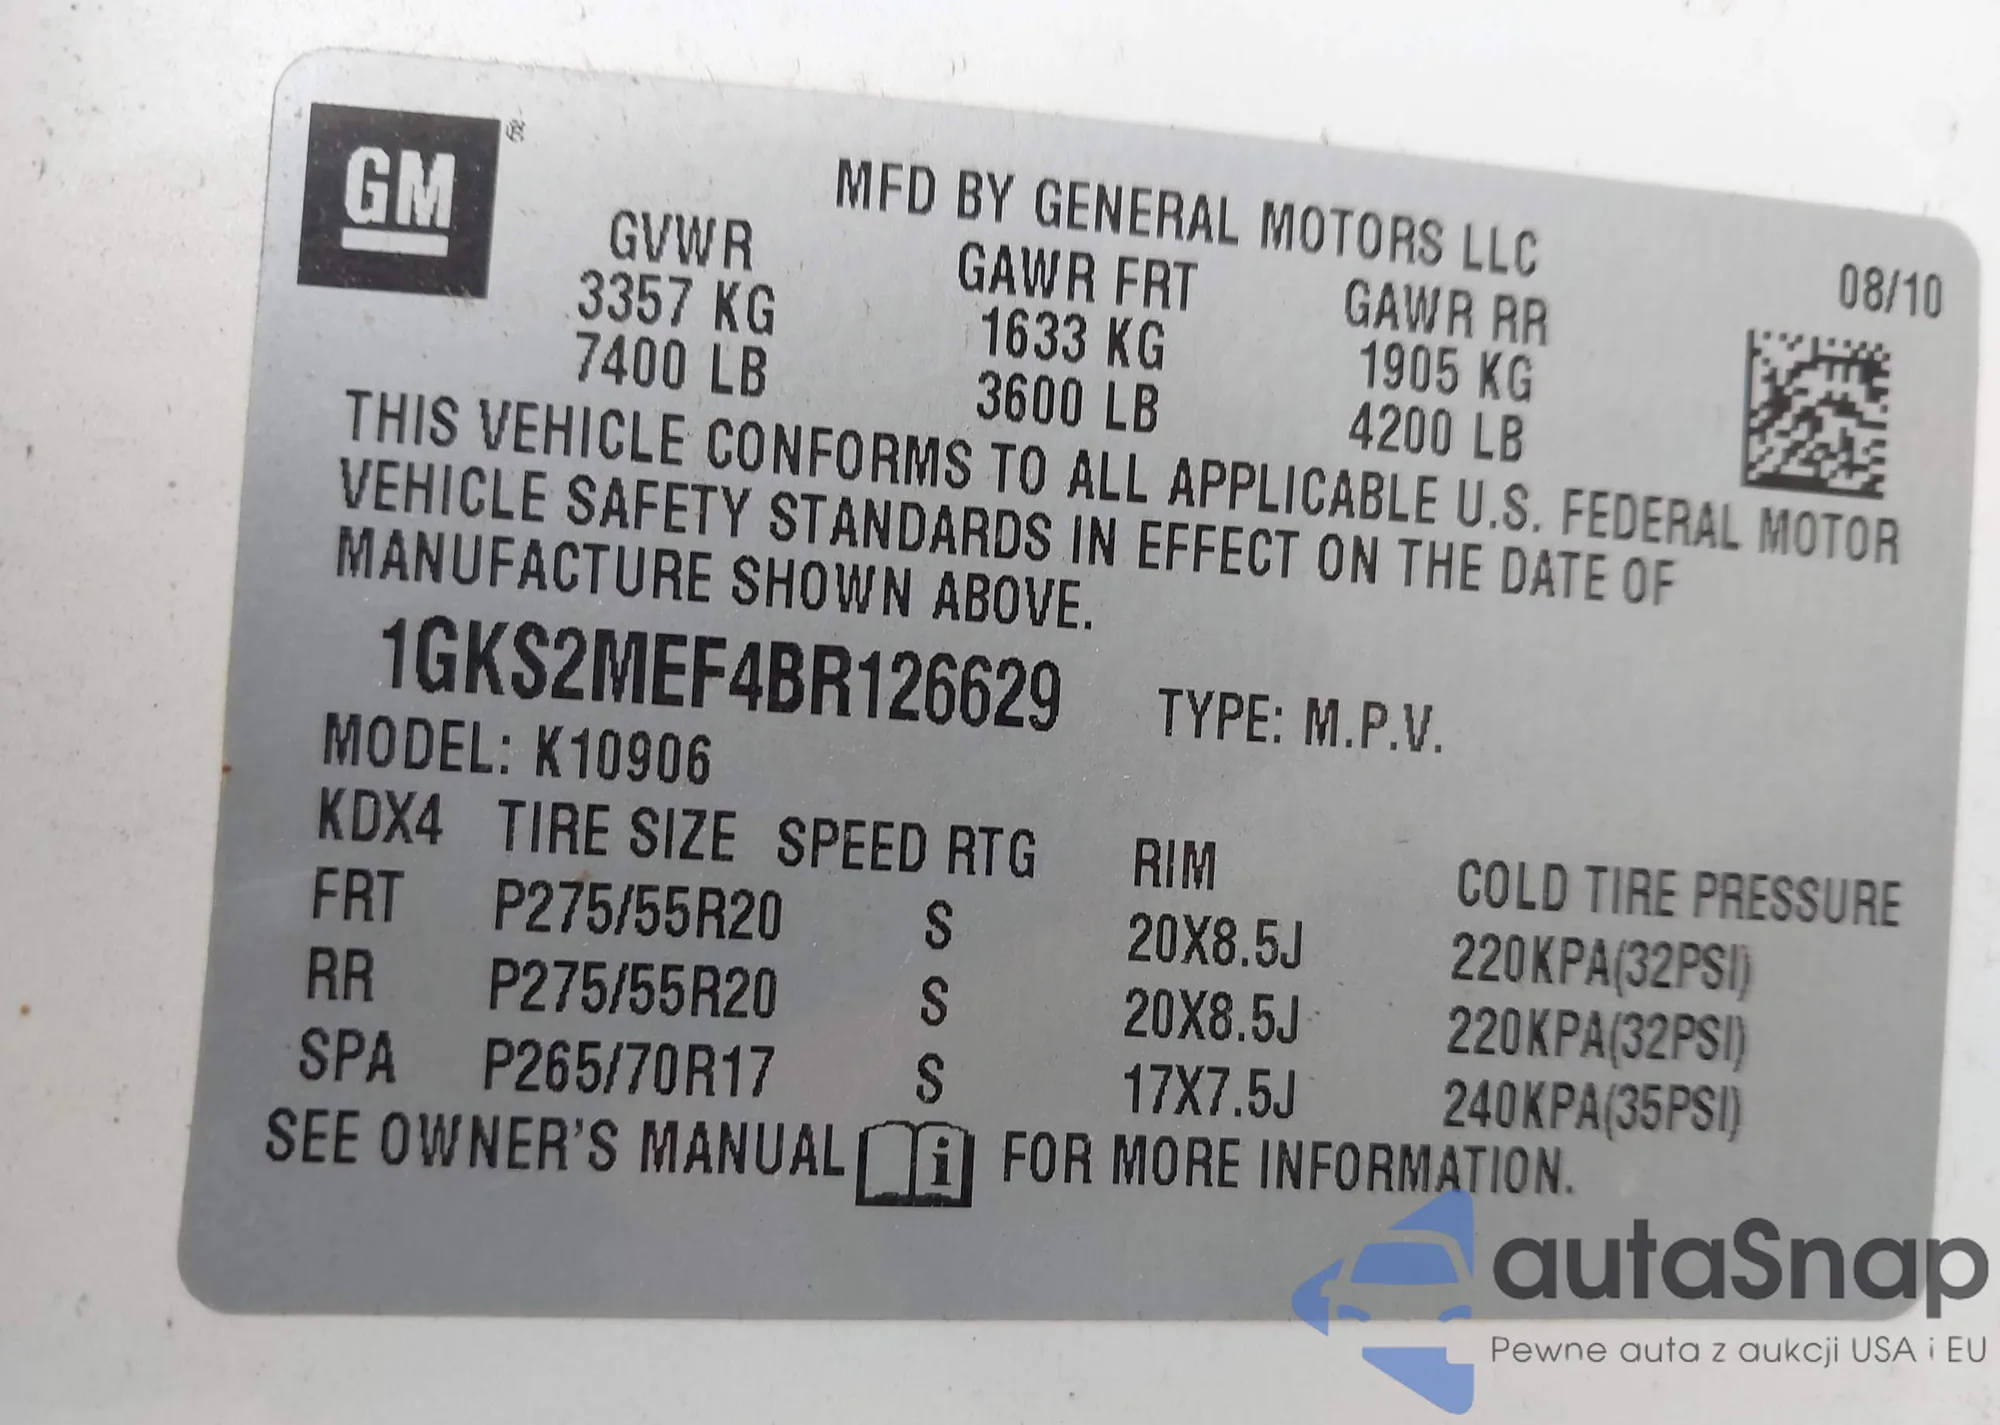 GM ®
MFD BY GENERAL MOTORS LLC
08/10
GVWR GAWR FRT GAWR RR
3357 KG 1633 KG 1905 KG
7400 LB 3600 LB 4200 LB
THIS VEHICLE CONFORMS TO ALL APPLICABLE U.S. FEDERAL MOTOR
VEHICLE SAFETY STANDARDS IN EFFECT ON THE DATE OF
MANUFACTURE SHOWN ABOVE.
1GKS2MEF4BR126629 TYPE: M.P.V.
MODEL: K10906
KDX4 TIRE SIZE SPEED RTG RIM COLD TIRE PRESSURE
FRT P275/55R20 S 20X8.5J 220KPA(32PSI)
RR P275/55R20 S 20X8.5J 220KPA(32PSI)
SPA P265/70R17 S 17X7.5J 240KPA(35PSI)
SEE OWNER'S MANUAL i FOR MORE INFORMATION.
autaSnap
Pewne auta z aukcji USA i EU